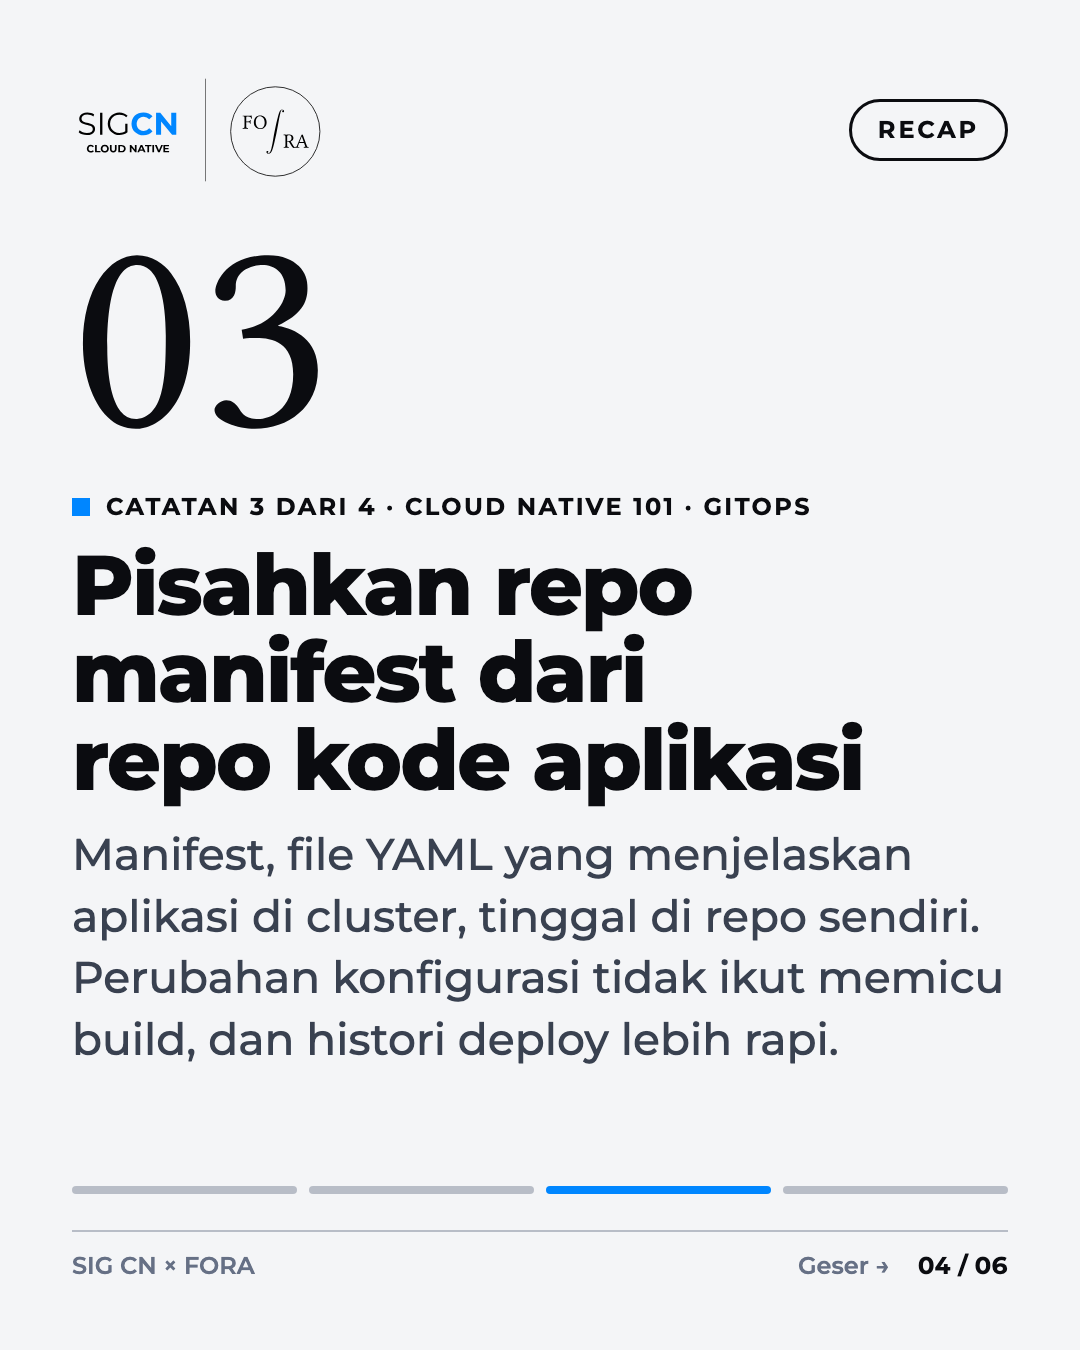 SIGCN
CLOUD NATIVE
FO∫RA
RECAP
03
CATATAN 3 DARI 4 · CLOUD NATIVE 101 · GITOPS
Pisahkan repo
manifest dari
repo kode aplikasi
Manifest, file YAML yang menjelaskan
aplikasi di cluster, tinggal di repo sendiri.
Perubahan konfigurasi tidak ikut memicu
build, dan histori deploy lebih rapi.
SIG CN × FORA
Geser → 04 / 06